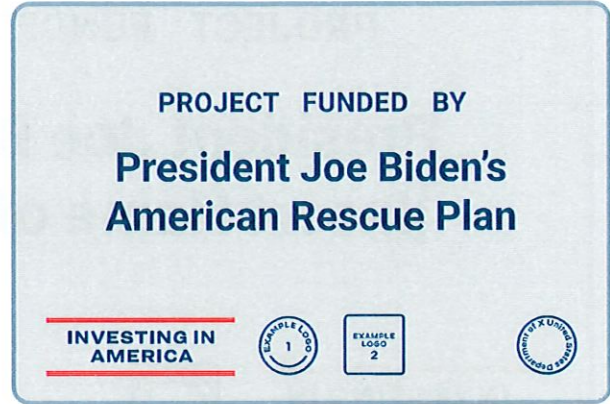 PROJECT FUNDED BY
President Joe Biden's
American Rescue Plan
INVESTING IN
AMERICA
EXAMPLE LOGO
1
EXAMPLE
LOGO
2
Department of X United States